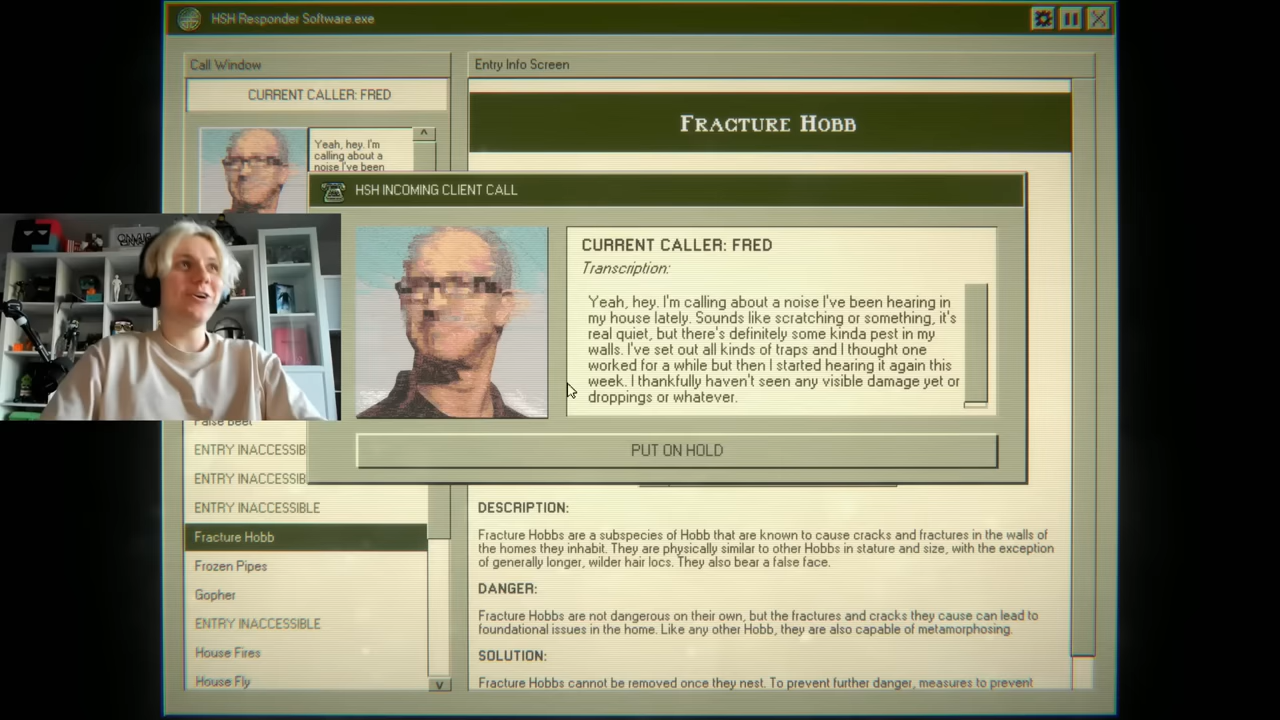 HSH Responder Software.exe
Call Window
Entry Info Screen
CURRENT CALLER: FRED
FRACTURE HOBB
Yeah, hey. I'm
calling about a
noise I've been
HSH INCOMING CLIENT CALL
CURRENT CALLER: FRED
Transcription:
Yeah, hey. I'm calling about a noise I've been hearing in
my house lately. Sounds like scratching or something, it's
real quiet, but there's definitely some kinda pest in my
walls. I've set out all kinds of traps and I thought one
worked for a while but then I started hearing it again this
week. I thankfully haven't seen any visible damage yet or
droppings or whatever.
PUT ON HOLD
False Beet
ENTRY INACCESSIB
ENTRY INACCESSIB
ENTRY INACCESSIBLE
Fracture Hobb
Frozen Pipes
Gopher
ENTRY INACCESSIBLE
House Fires
House Fly
DESCRIPTION:
Fracture Hobbs are a subspecies of Hobb that are known to cause cracks and fractures in the walls of
the homes they inhabit. They are physically similar to other Hobbs in stature and size, with the exception
of generally longer, wilder hair locs. They also bear a false face.
DANGER:
Fracture Hobbs are not dangerous on their own, but the fractures and cracks they cause can lead to
foundational issues in the home. Like any other Hobb, they are also capable of metamorphosing.
SOLUTION:
Fracture Hobbs cannot be removed once they nest. To prevent further danger, measures to prevent